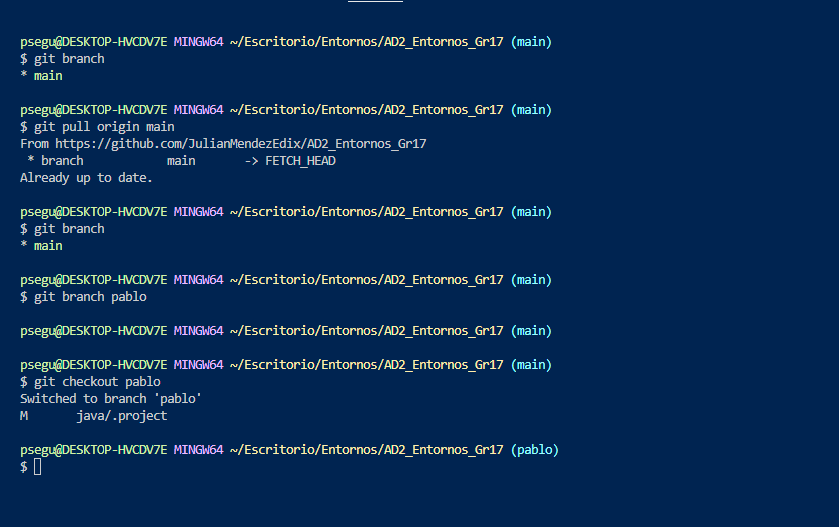 psegu@DESKTOP-HVCDV7E MINGW64 ~/Escritorio/Entornos/AD2_Entornos_Gr17 (main)
$ git branch
* main
psegu@DESKTOP-HVCDV7E MINGW64 ~/Escritorio/Entornos/AD2_Entornos_Gr17 (main)
$ git pull origin main
From https://github.com/JulianMendezEdix/AD2_Entornos_Gr17
 * branch            main       -> FETCH_HEAD
Already up to date.
psegu@DESKTOP-HVCDV7E MINGW64 ~/Escritorio/Entornos/AD2_Entornos_Gr17 (main)
$ git branch
* main
psegu@DESKTOP-HVCDV7E MINGW64 ~/Escritorio/Entornos/AD2_Entornos_Gr17 (main)
$ git branch pablo
psegu@DESKTOP-HVCDV7E MINGW64 ~/Escritorio/Entornos/AD2_Entornos_Gr17 (main)
psegu@DESKTOP-HVCDV7E MINGW64 ~/Escritorio/Entornos/AD2_Entornos_Gr17 (main)
$ git checkout pablo
Switched to branch 'pablo'
M       java/.project
psegu@DESKTOP-HVCDV7E MINGW64 ~/Escritorio/Entornos/AD2_Entornos_Gr17 (pablo)
$